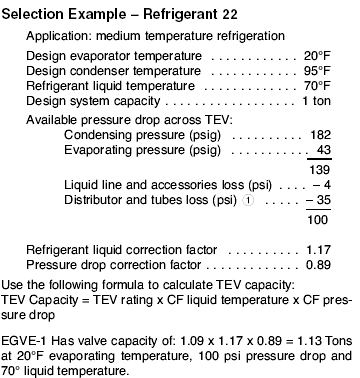 Selection Example – Refrigerant 22
Application: medium temperature refrigeration
Design evaporator temperature . . . . . . . . . . . . 20°F
Design condenser temperature . . . . . . . . . . . . 95°F
Refrigerant liquid temperature . . . . . . . . . . . . 70°F
Design system capacity . . . . . . . . . . . . . . . . . . 1 ton
Available pressure drop across TEV:
Condensing pressure (psig) . . . . . . . . . . 182
Evaporating pressure (psig) . . . . . . . . . . . 43
139
Liquid line and accessories loss (psi) . . . . – 4
Distributor and tubes loss (psi) ① . . . . . – 35
100
Refrigerant liquid correction factor . . . . . . . . . . 1.17
Pressure drop correction factor . . . . . . . . . . . . . 0.89
Use the following formula to calculate TEV capacity:
TEV Capacity = TEV rating x CF liquid temperature x CF pres-
sure drop
EGVE-1 Has valve capacity of: 1.09 x 1.17 x 0.89 = 1.13 Tons
at 20°F evaporating temperature, 100 psi pressure drop and
70° liquid temperature.